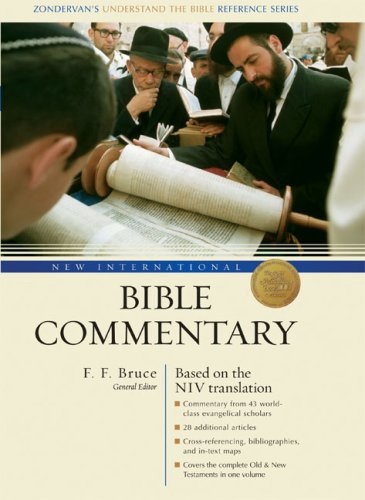 ZONDERVAN'S UNDERSTAND THE BIBLE REFERENCE SERIES
NEW INTERNATIONAL
BIBLE
COMMENTARY
F. F. Bruce
General Editor
Based on the
NIV translation
Commentary from 43 world-
class evangelical scholars
28 additional articles
Cross-referencing, bibliographies,
and in-text maps
Covers the complete Old & New
Testaments in one volume